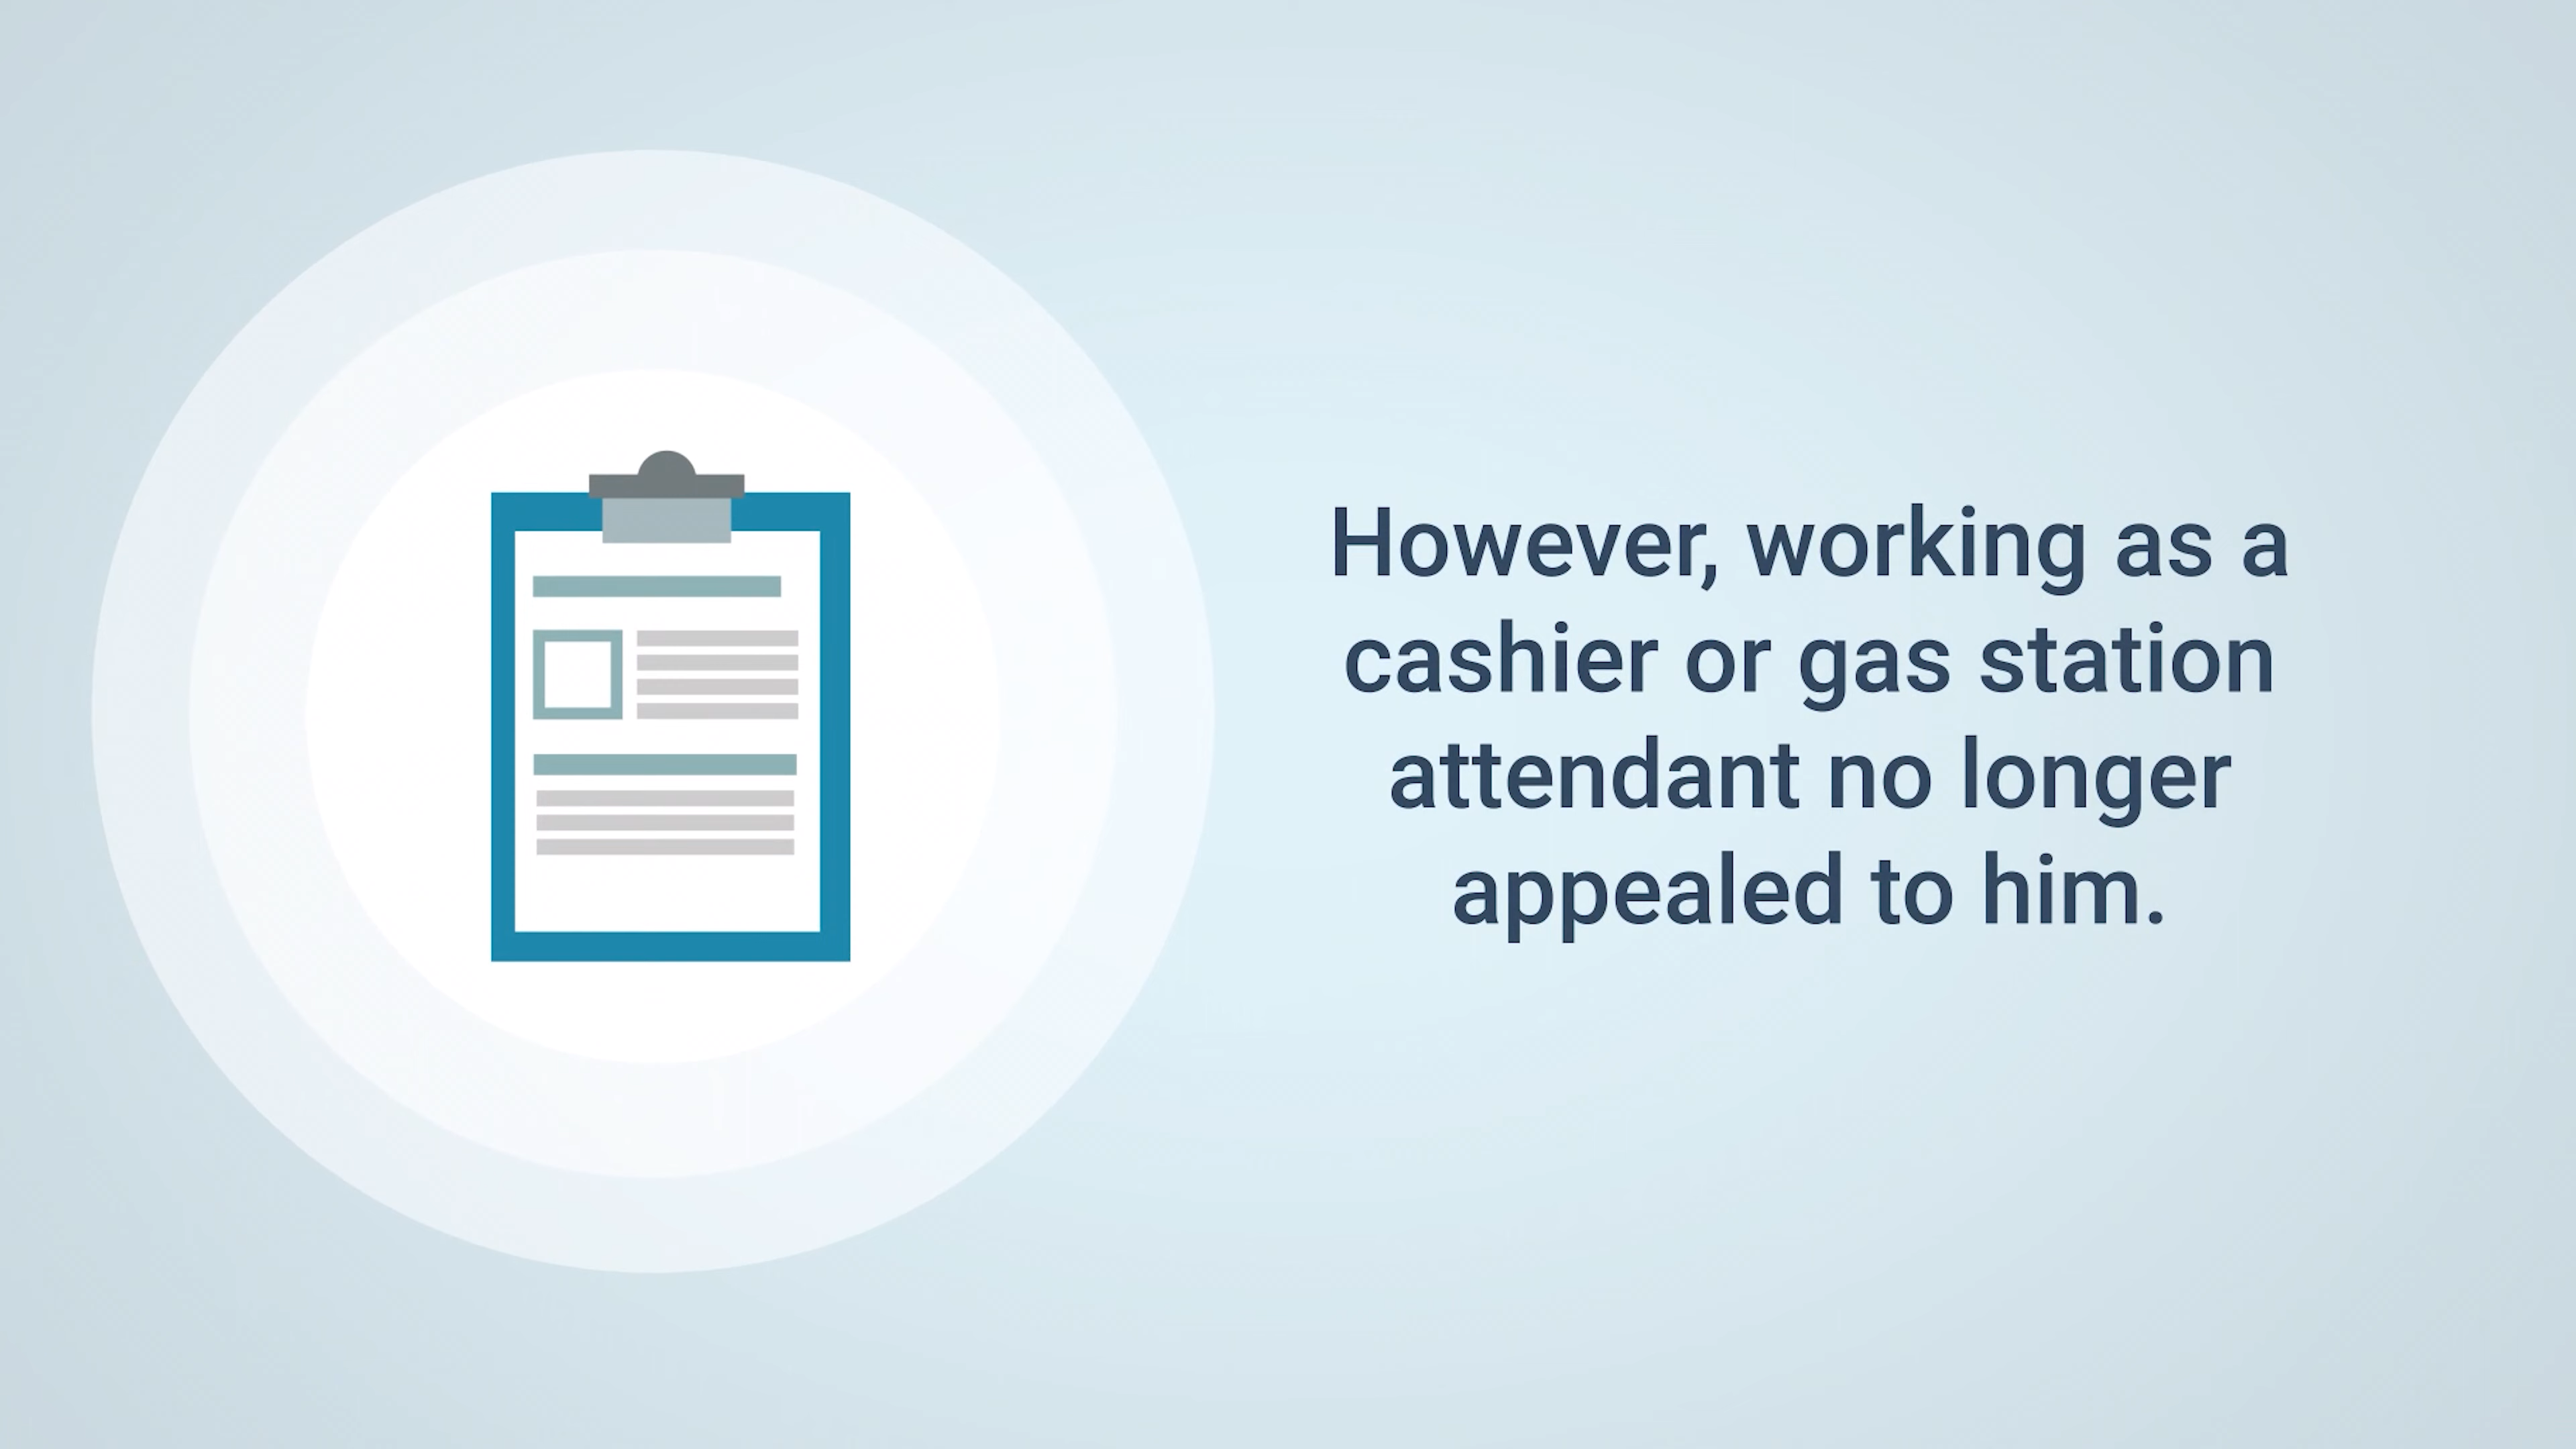 However, working as a
cashier or gas station
attendant no longer
appealed to him.